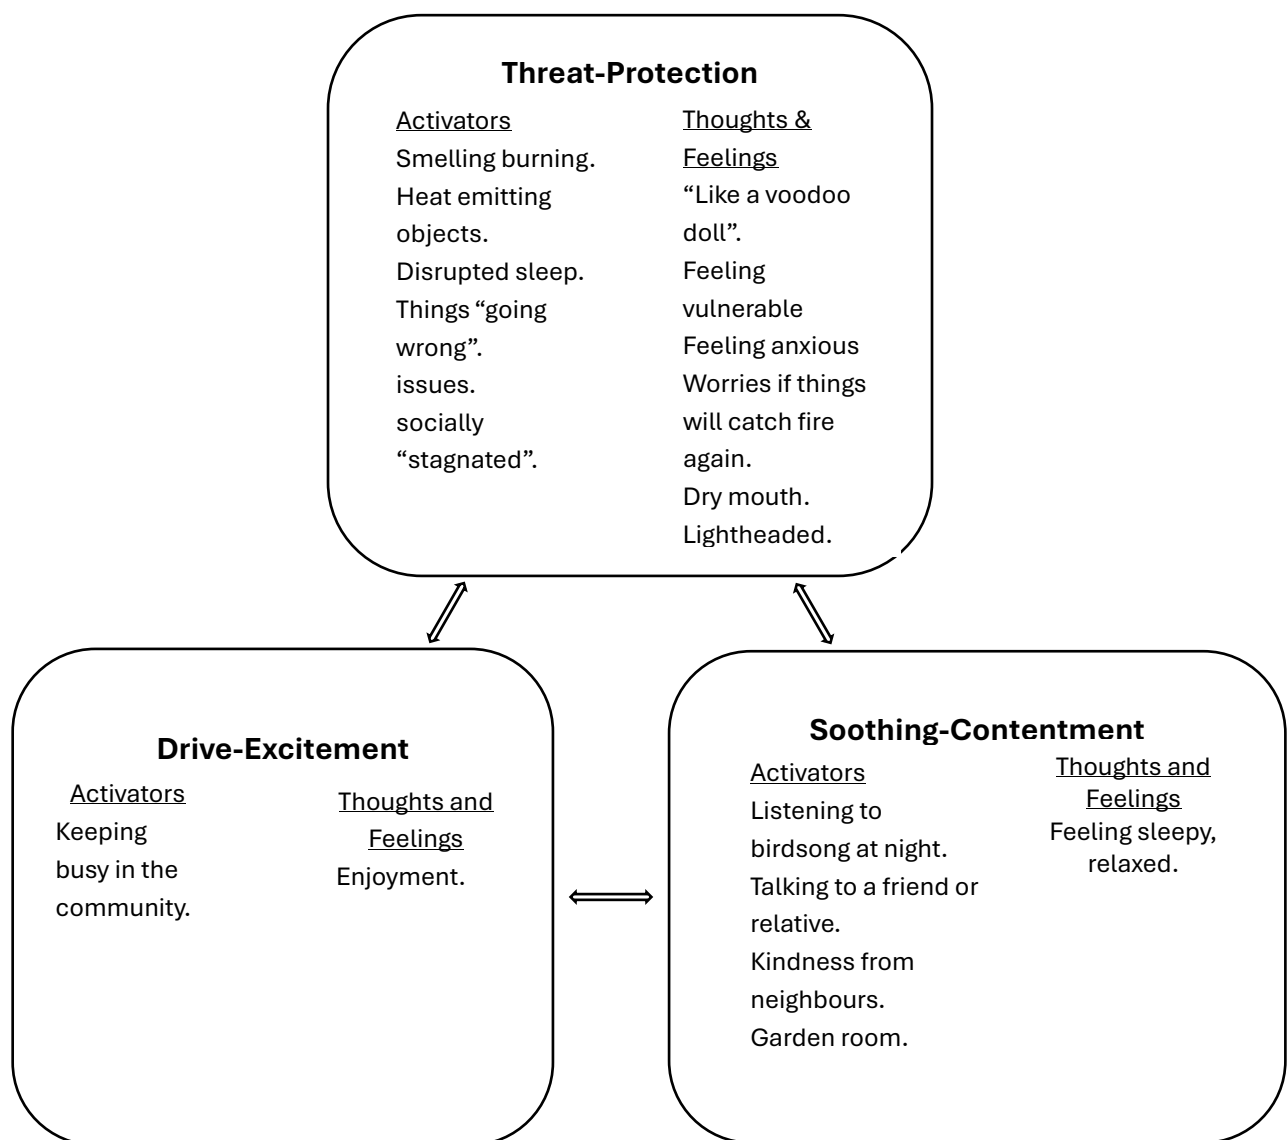 Threat-Protection
Activators
Smelling burning.
Heat emitting
objects.
Disrupted sleep.
Things “going
wrong”.
issues.
socially
“stagnated”.
Thoughts &
Feelings
“Like a voodoo
doll”.
Feeling
vulnerable
Feeling anxious
Worries if things
will catch fire
again.
Dry mouth.
Lightheaded.
Drive-Excitement
Activators
Keeping
busy in the
community.
Thoughts and
Feelings
Enjoyment.
Soothing-Contentment
Activators
Listening to
birdsong at night.
Talking to a friend or
relative.
Kindness from
neighbours.
Garden room.
Thoughts and
Feelings
Feeling sleepy,
relaxed.